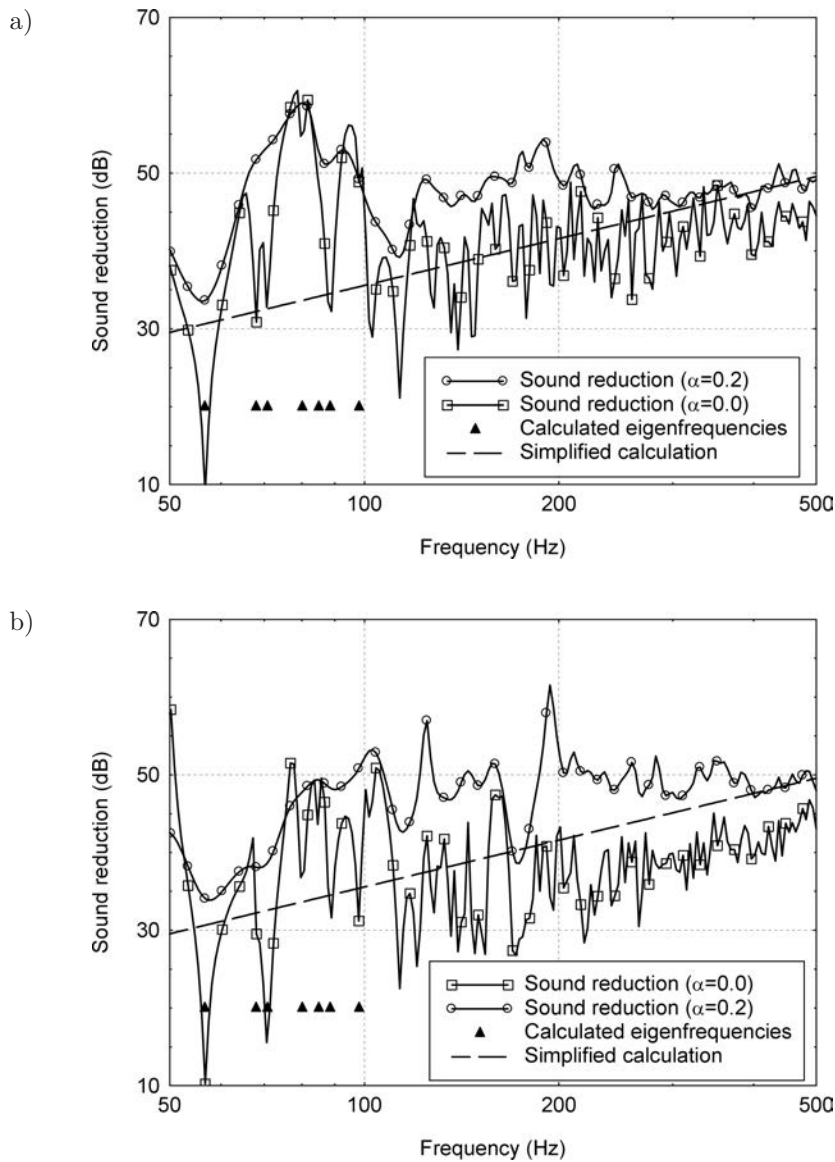 a)
70
50
30
10
Sound reduction (dB)
Sound reduction (α=0.2)
Sound reduction (α=0.0)
Calculated eigenfrequencies
Simplified calculation
50 100 200 500
Frequency (Hz)
b)
70
50
30
10
Sound reduction (dB)
Sound reduction (α=0.0)
Sound reduction (α=0.2)
Calculated eigenfrequencies
Simplified calculation
50 100 200 500
Frequency (Hz)